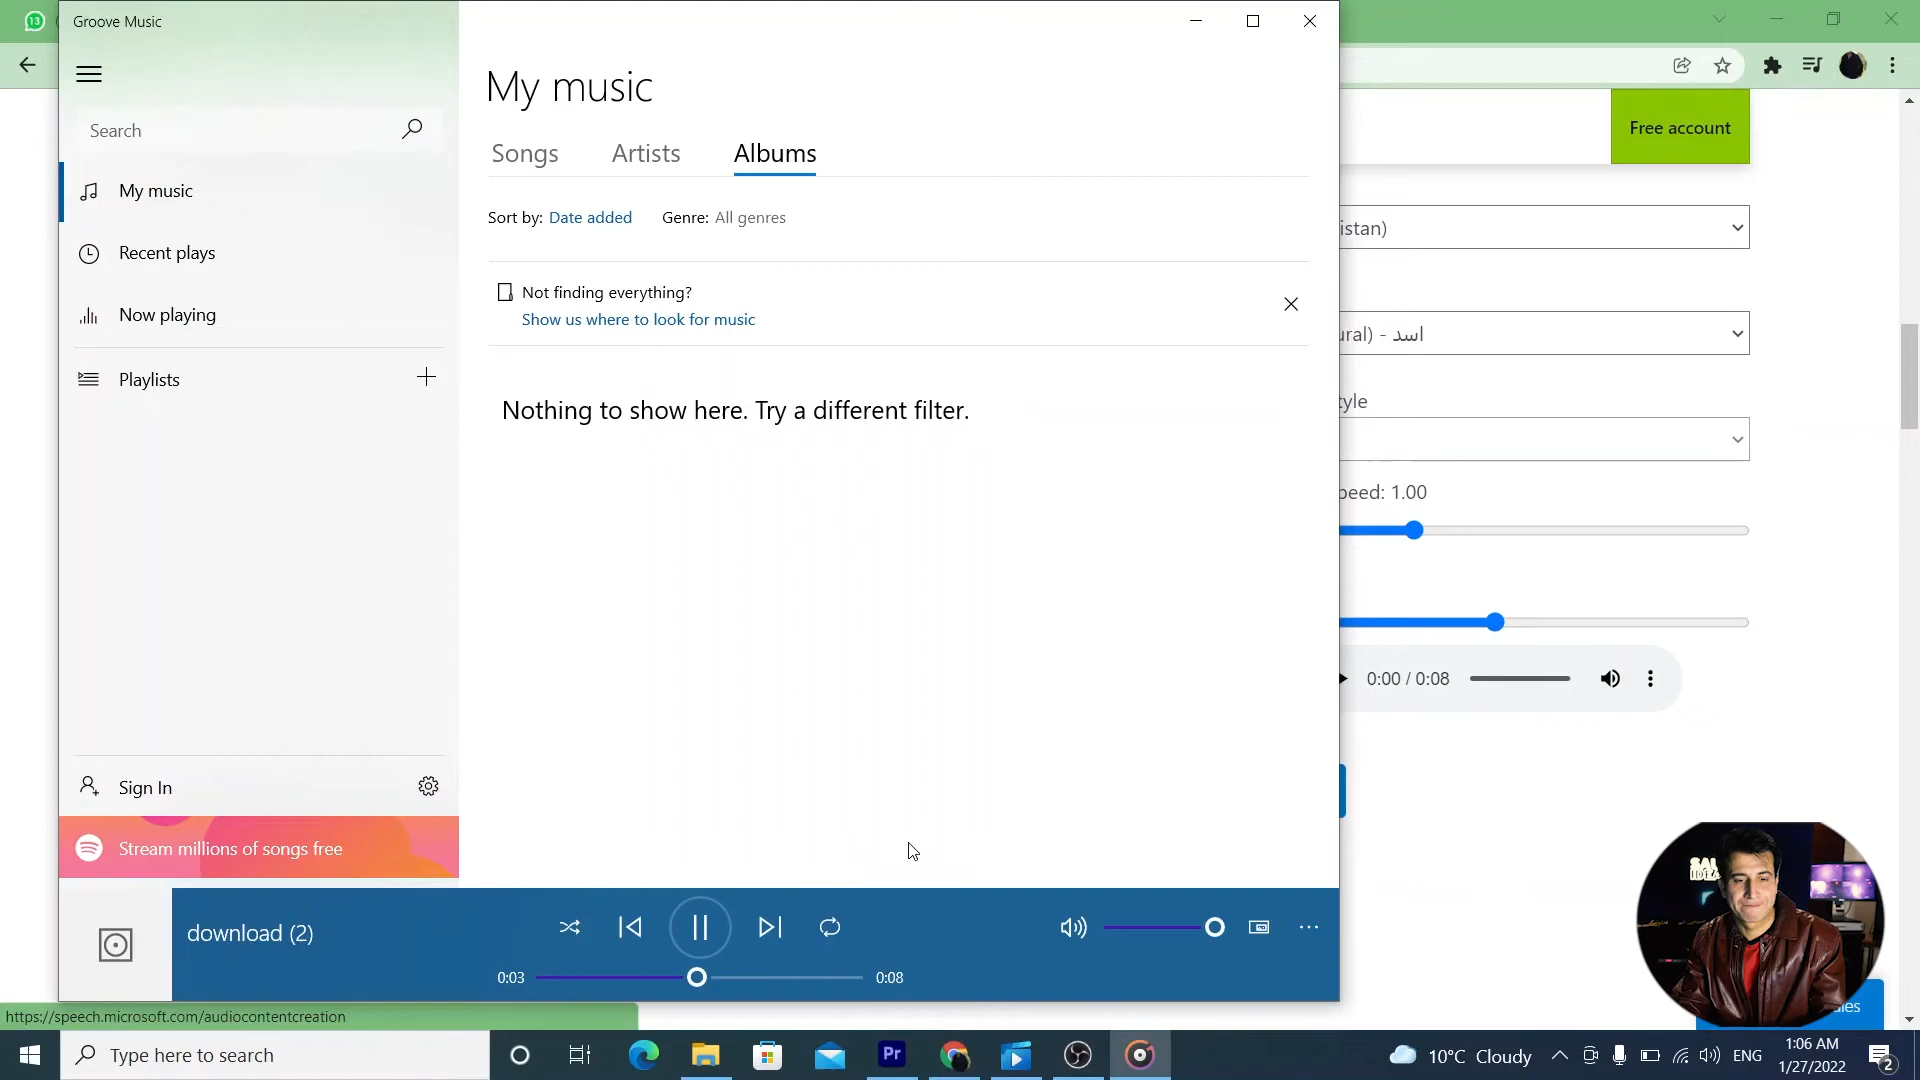 13
Groove Music
Search
My music
Recent plays
Now playing
Playlists
Sign In
Stream millions of songs free
My music
Songs Artists Albums
Sort by: Date added Genre: All genres
Not finding everything?
Show us where to look for music
Nothing to show here. Try a different filter.
download (2)
0:03
0:08
Free account
istan)
ural) - اسد
tyle
peed: 1.00
0:00 / 0:08
https://speech.microsoft.com/audiocontentcreation
Type here to search
Pr
10°C Cloudy
ENG
1:06 AM
1/27/2022
2